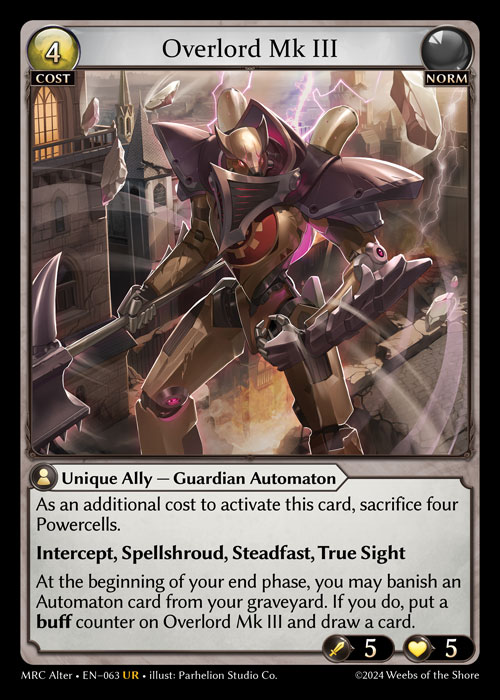 4
Overlord Mk III
COST
NORM
Unique Ally — Guardian Automaton
As an additional cost to activate this card, sacrifice four
Powercells.
Intercept, Spellshroud, Steadfast, True Sight
At the beginning of your end phase, you may banish an
Automaton card from your graveyard. If you do, put a
buff counter on Overlord Mk III and draw a card.
5
5
MRC Alter • EN–063 UR • illust: Parhelion Studio Co.
©2024 Weebs of the Shore